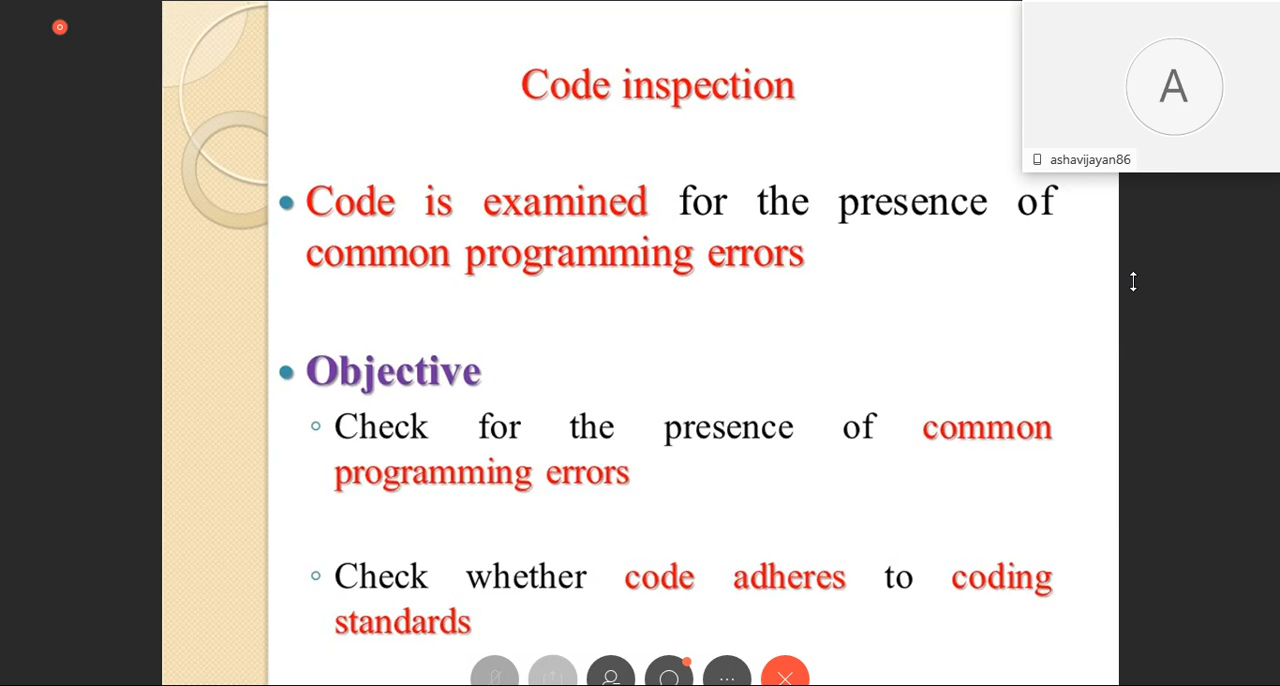 Code inspection
A
ashavijayan86
Code is examined for the presence of
common programming errors
Objective
Check for the presence of common
programming errors
Check whether code adheres to coding
standards